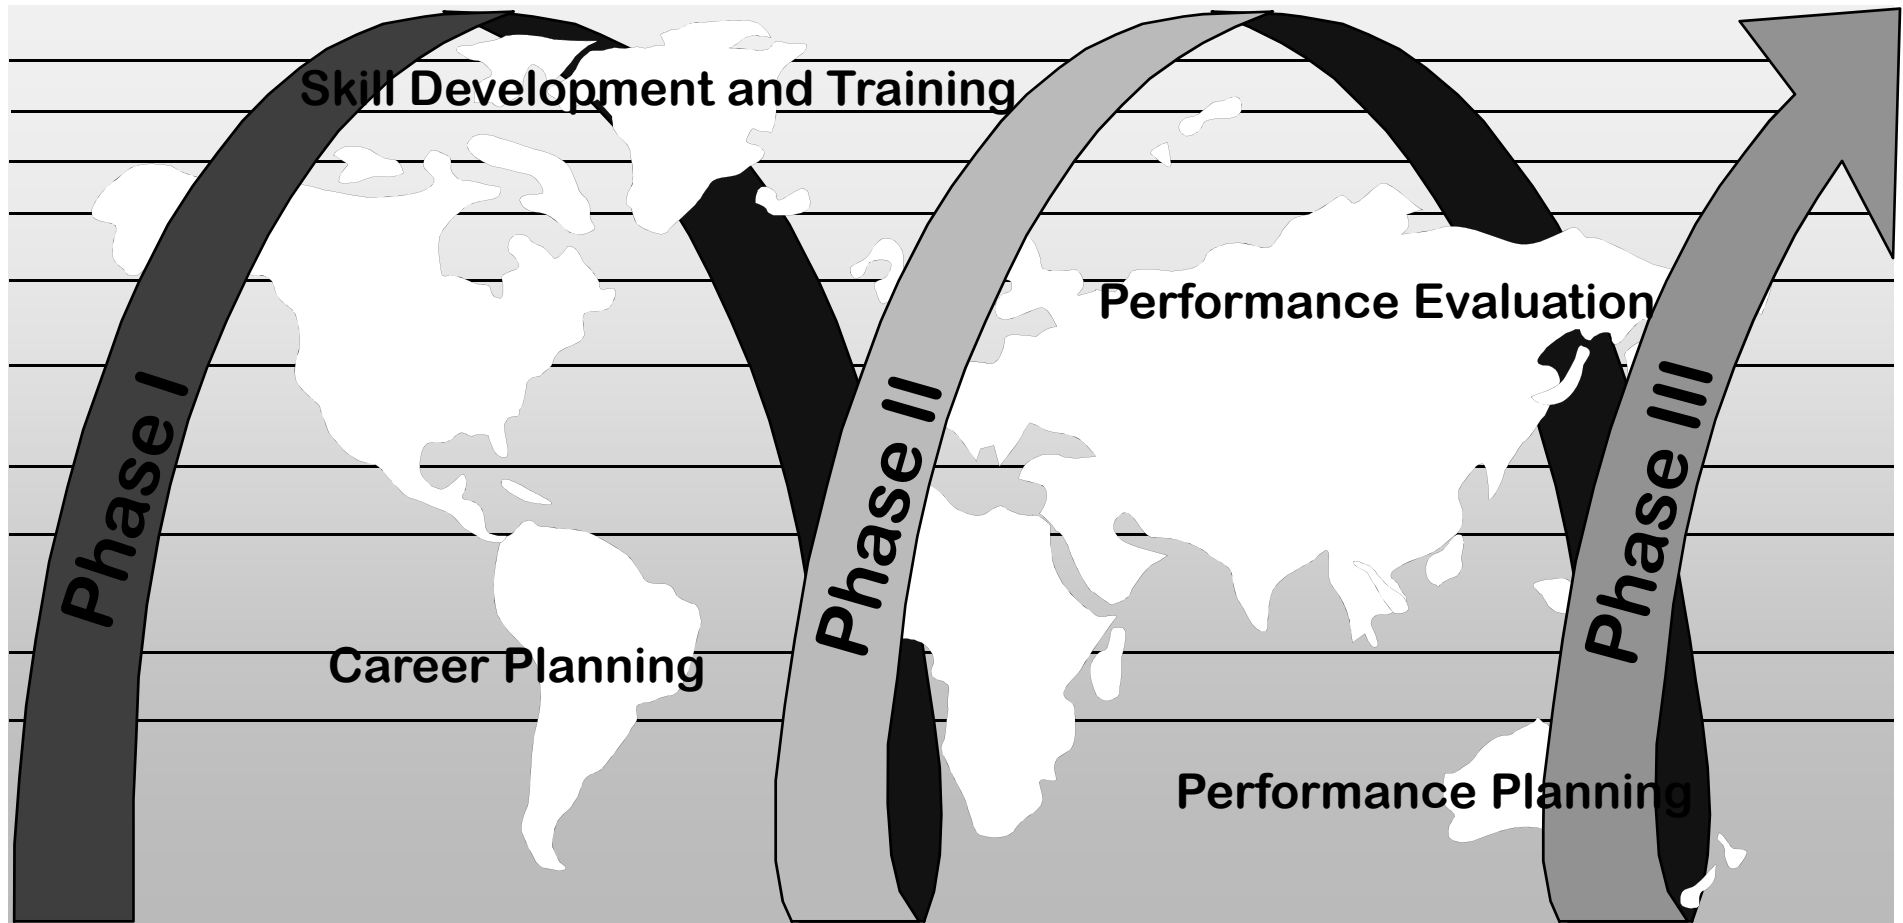 Skill Development and Training
Performance Evaluation
Phase I
Phase II
Phase III
Career Planning
Performance Planning